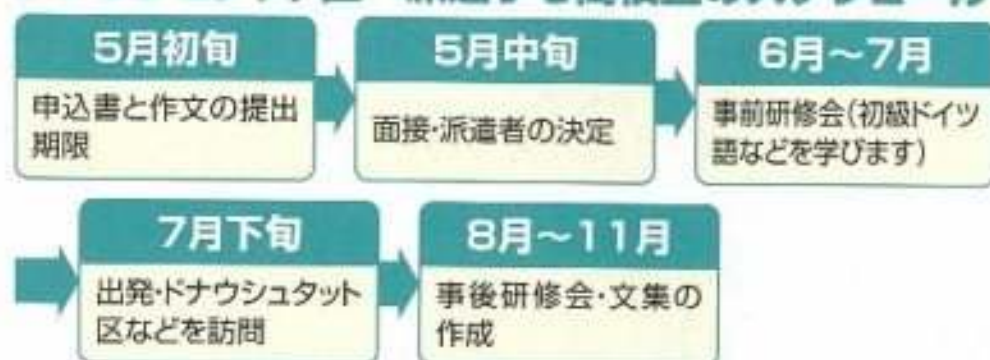 5月初旬
申込書と作文の提出
期限
5月中旬
面接・派遣者の決定
6月～7月
事前研修会(初級ドイツ
語などを学びます)
7月下旬
出発・ドナウシュタット
区などを訪問
8月～11月
事後研修会・文集の
作成